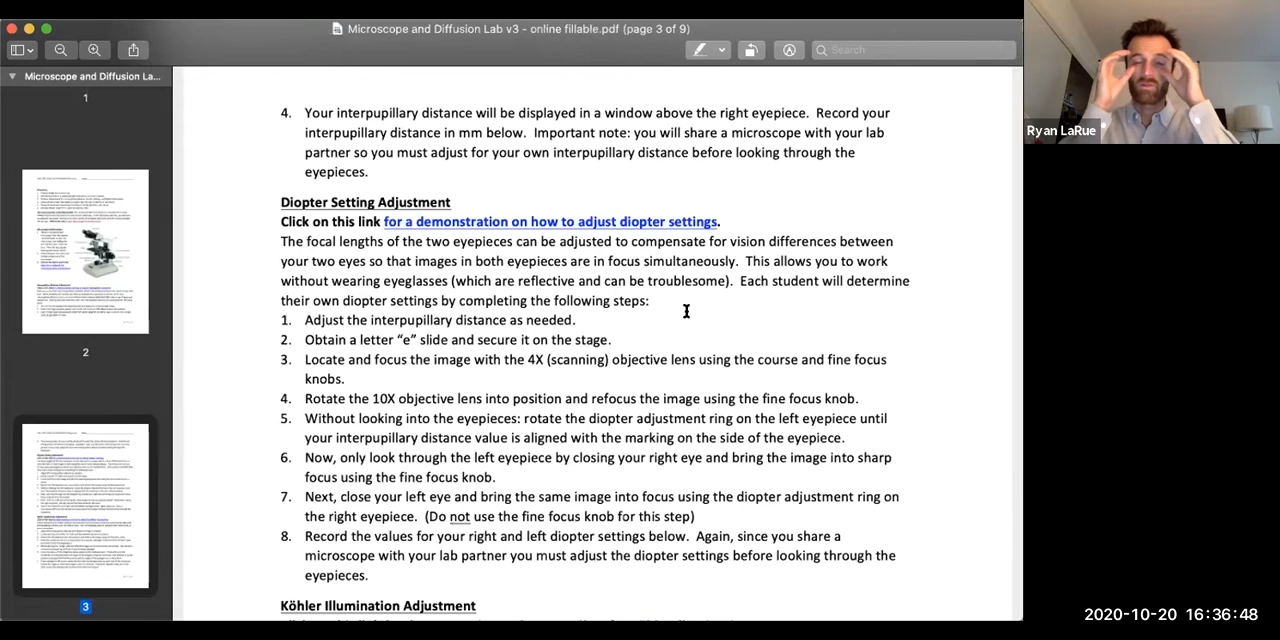 Microscope and Diffusion Lab v3 - online fillable.pdf (page 3 of 9)
Search
Microscope and Diffusion La...
1
2
3
4. Your interpupillary distance will be displayed in a window above the right eyepiece. Record your
interpupillary distance in mm below. Important note: you will share a microscope with your lab
partner so you must adjust for your own interpupillary distance before looking through the
eyepieces.
Diopter Setting Adjustment
Click on this link for a demonstration on how to adjust diopter settings.
The focal lengths of the two eyepieces can be adjusted to compensate for vision differences between
your two eyes so that images in both eyepieces are in focus simultaneously. This allows you to work
without wearing eyeglasses (which are reflective and can be troublesome). Each student will determine
their own diopter settings by completing the following steps:
1. Adjust the interpupillary distance as needed.
2. Obtain a letter “e” slide and secure it on the stage.
3. Locate and focus the image with the 4X (scanning) objective lens using the course and fine focus
knobs.
4. Rotate the 10X objective lens into position and refocus the image using the fine focus knob.
5. Without looking into the eyepieces: rotate the diopter adjustment ring on the left eyepiece until
your interpupillary distance value is aligned with the marking on the side of the eyepiece.
6. Now, only look through the left eyepiece by closing your right eye and bring the image into sharp
focus using the fine focus knob.
7. Next, close your left eye and bring the same image into focus using the diopter adjustment ring on
the right eyepiece. (Do not use the fine focus knob for this step)
8. Record the values for your right and left diopter settings below. Again, since you share a
microscope with your lab partner you must adjust the diopter settings before looking through the
eyepieces.
Köhler Illumination Adjustment
Ryan LaRue
2020-10-20 16:36:48